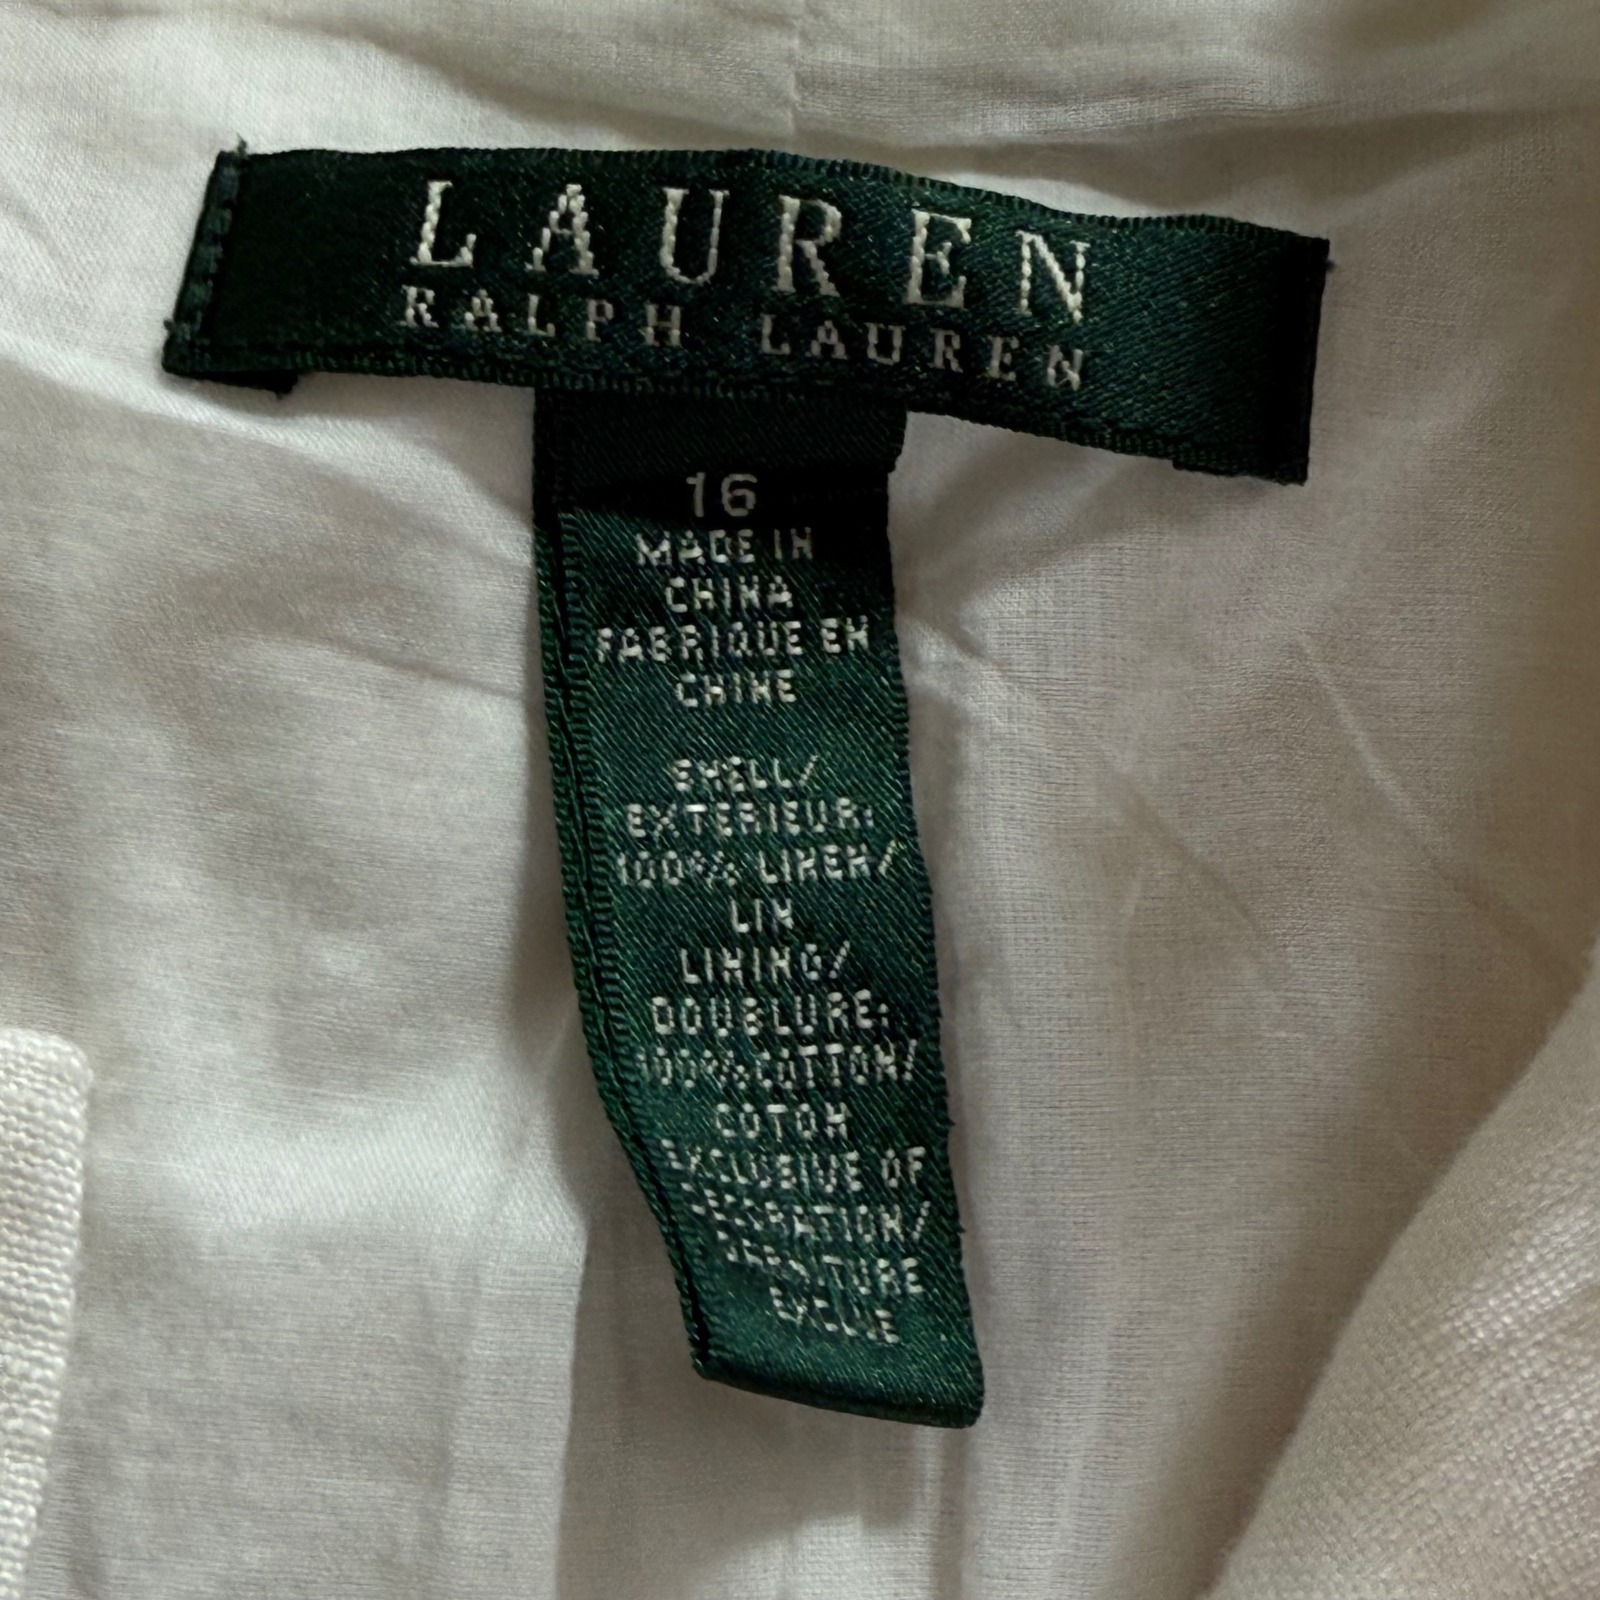 LAUREN
RALPH LAUREN
16
MADE IN
CHINA
FABRIQUE EN
CHINE
SHELL/
EXTERIEUR:
100% LINEN/
LIN
LINING/
DOUBLURE:
100% COTTON/
COTON
EXCLUSIVE OF
DECORATION/
GARNITURE
EXCLUE